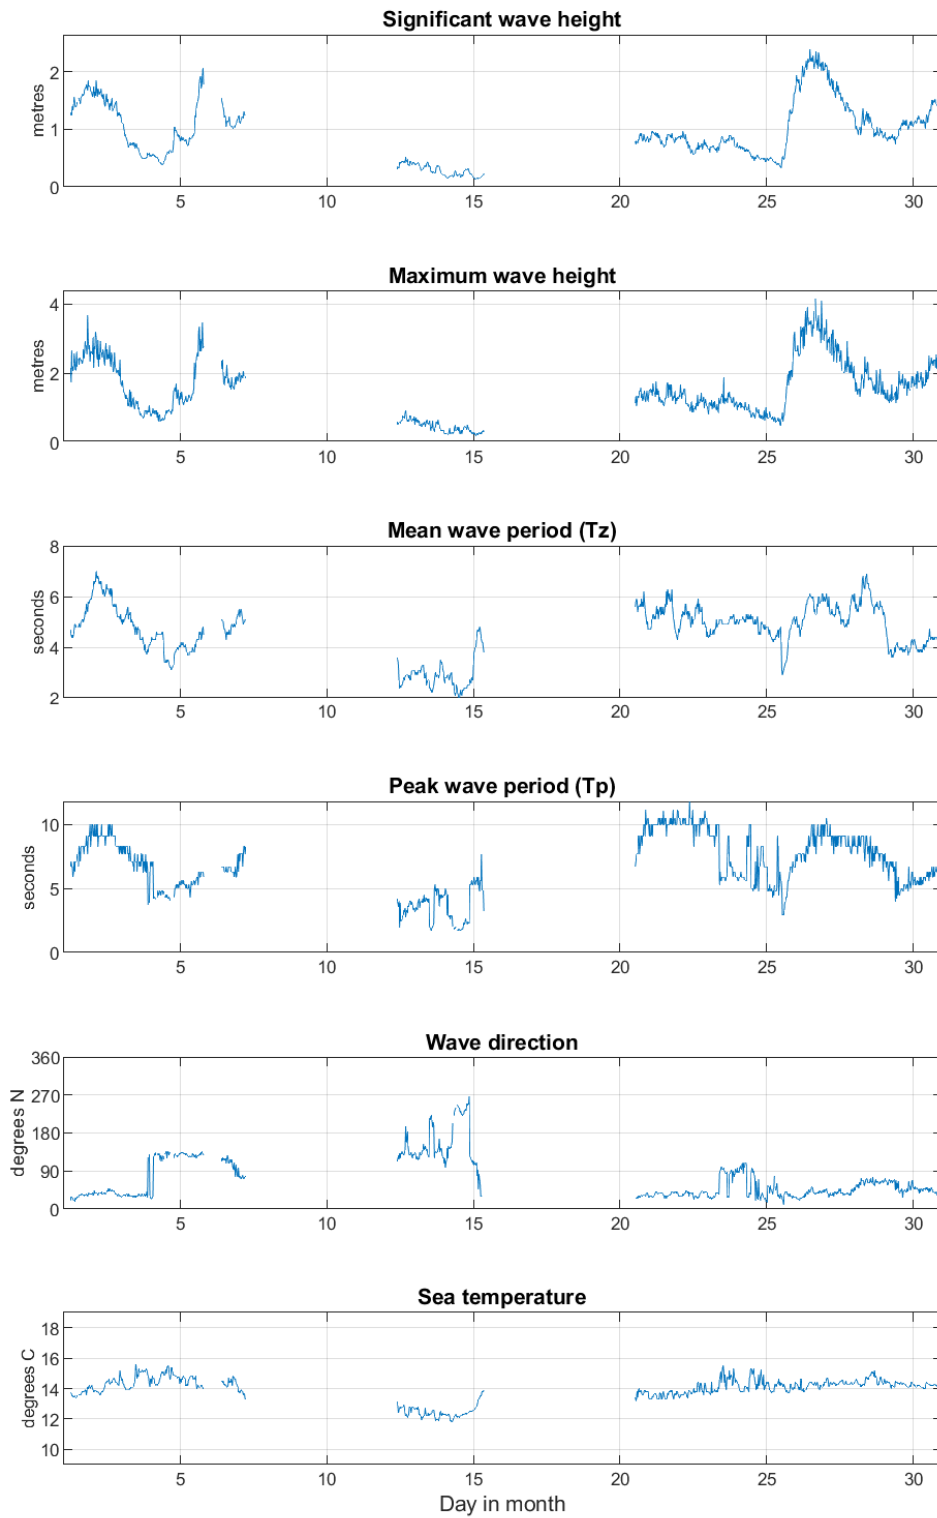 Significant wave height
metres
2
1
0
5 10 15 20 25 30
Maximum wave height
metres
4
2
0
5 10 15 20 25 30
Mean wave period (Tz)
seconds
8
6
4
2
5 10 15 20 25 30
Peak wave period (Tp)
seconds
10
5
0
5 10 15 20 25 30
Wave direction
degrees N
360
270
180
90
0
5 10 15 20 25 30
Sea temperature
degrees C
18
16
14
12
10
5 10 15 20 25 30
Day in month